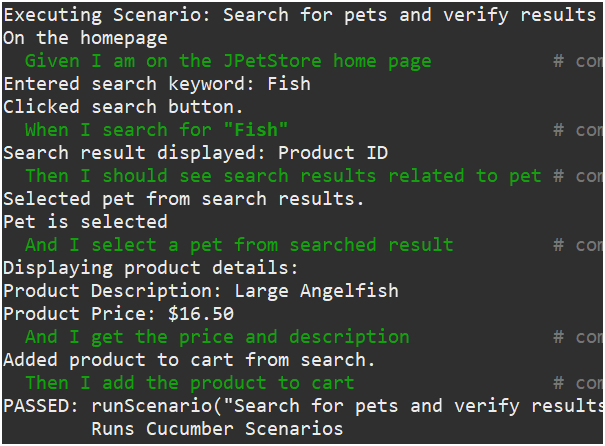 Executing Scenario: Search for pets and verify results
On the homepage
Given I am on the JPetStore home page # com
Entered search keyword: Fish
Clicked search button.
When I search for "Fish" # com
Search result displayed: Product ID
Then I should see search results related to pet # com
Selected pet from search results.
Pet is selected
And I select a pet from searched result # com
Displaying product details:
Product Description: Large Angelfish
Product Price: $16.50
And I get the price and description # com
Added product to cart from search.
Then I add the product to cart # com
PASSED: runScenario("Search for pets and verify results
Runs Cucumber Scenarios